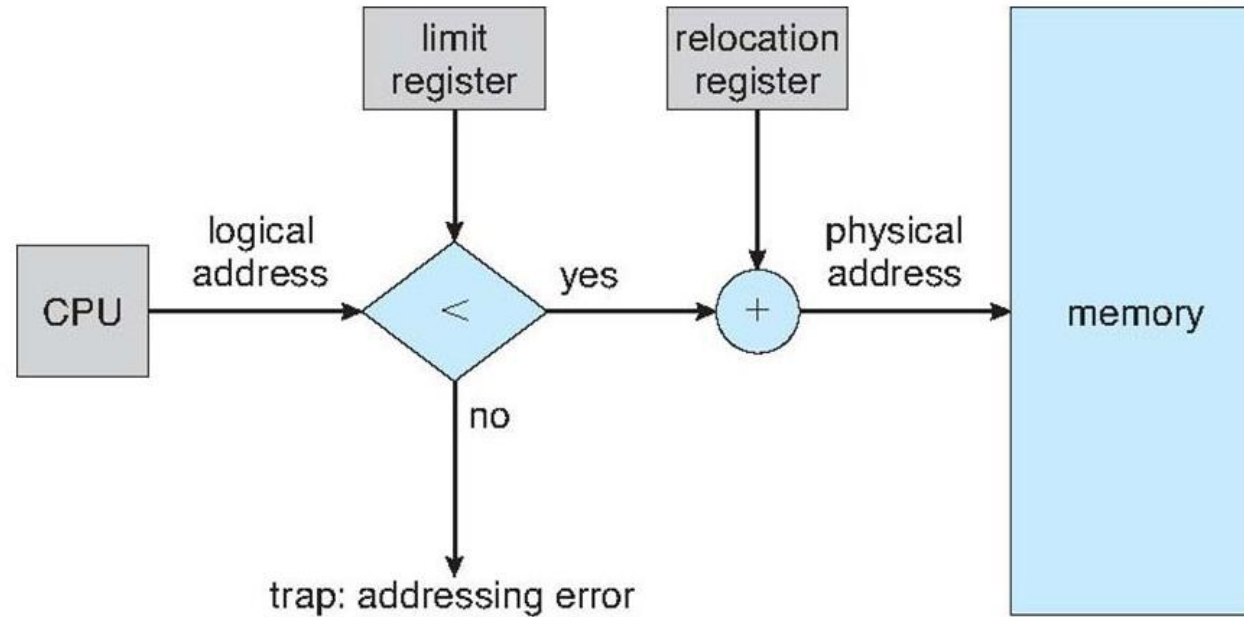 limit
register
relocation
register
logical
address
physical
address
CPU
<
yes
+
memory
no
trap: addressing error